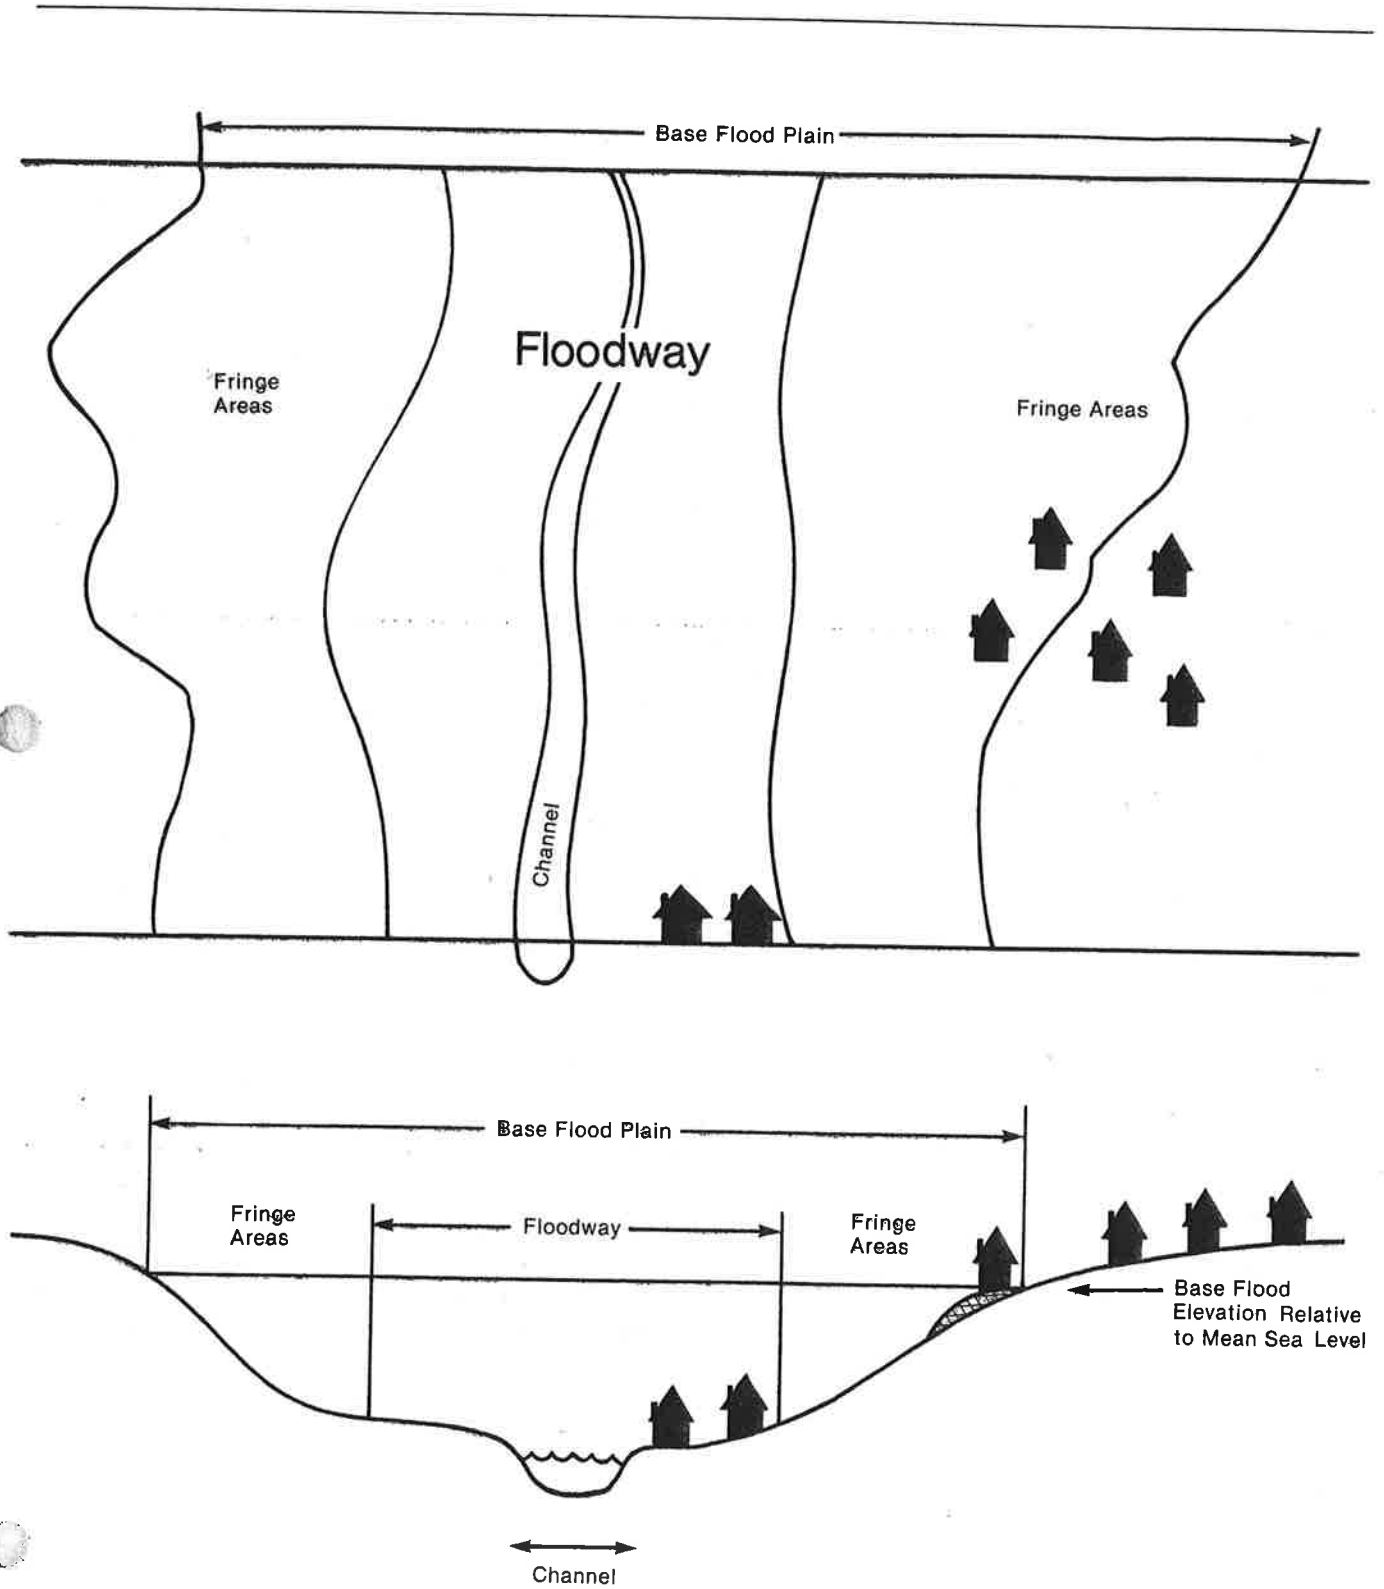 Base Flood Plain
Floodway
Fringe
Areas
Fringe Areas
Channel
Base Flood Plain
Fringe
Areas
Floodway
Fringe
Areas
Base Flood
Elevation Relative
to Mean Sea Level
Channel